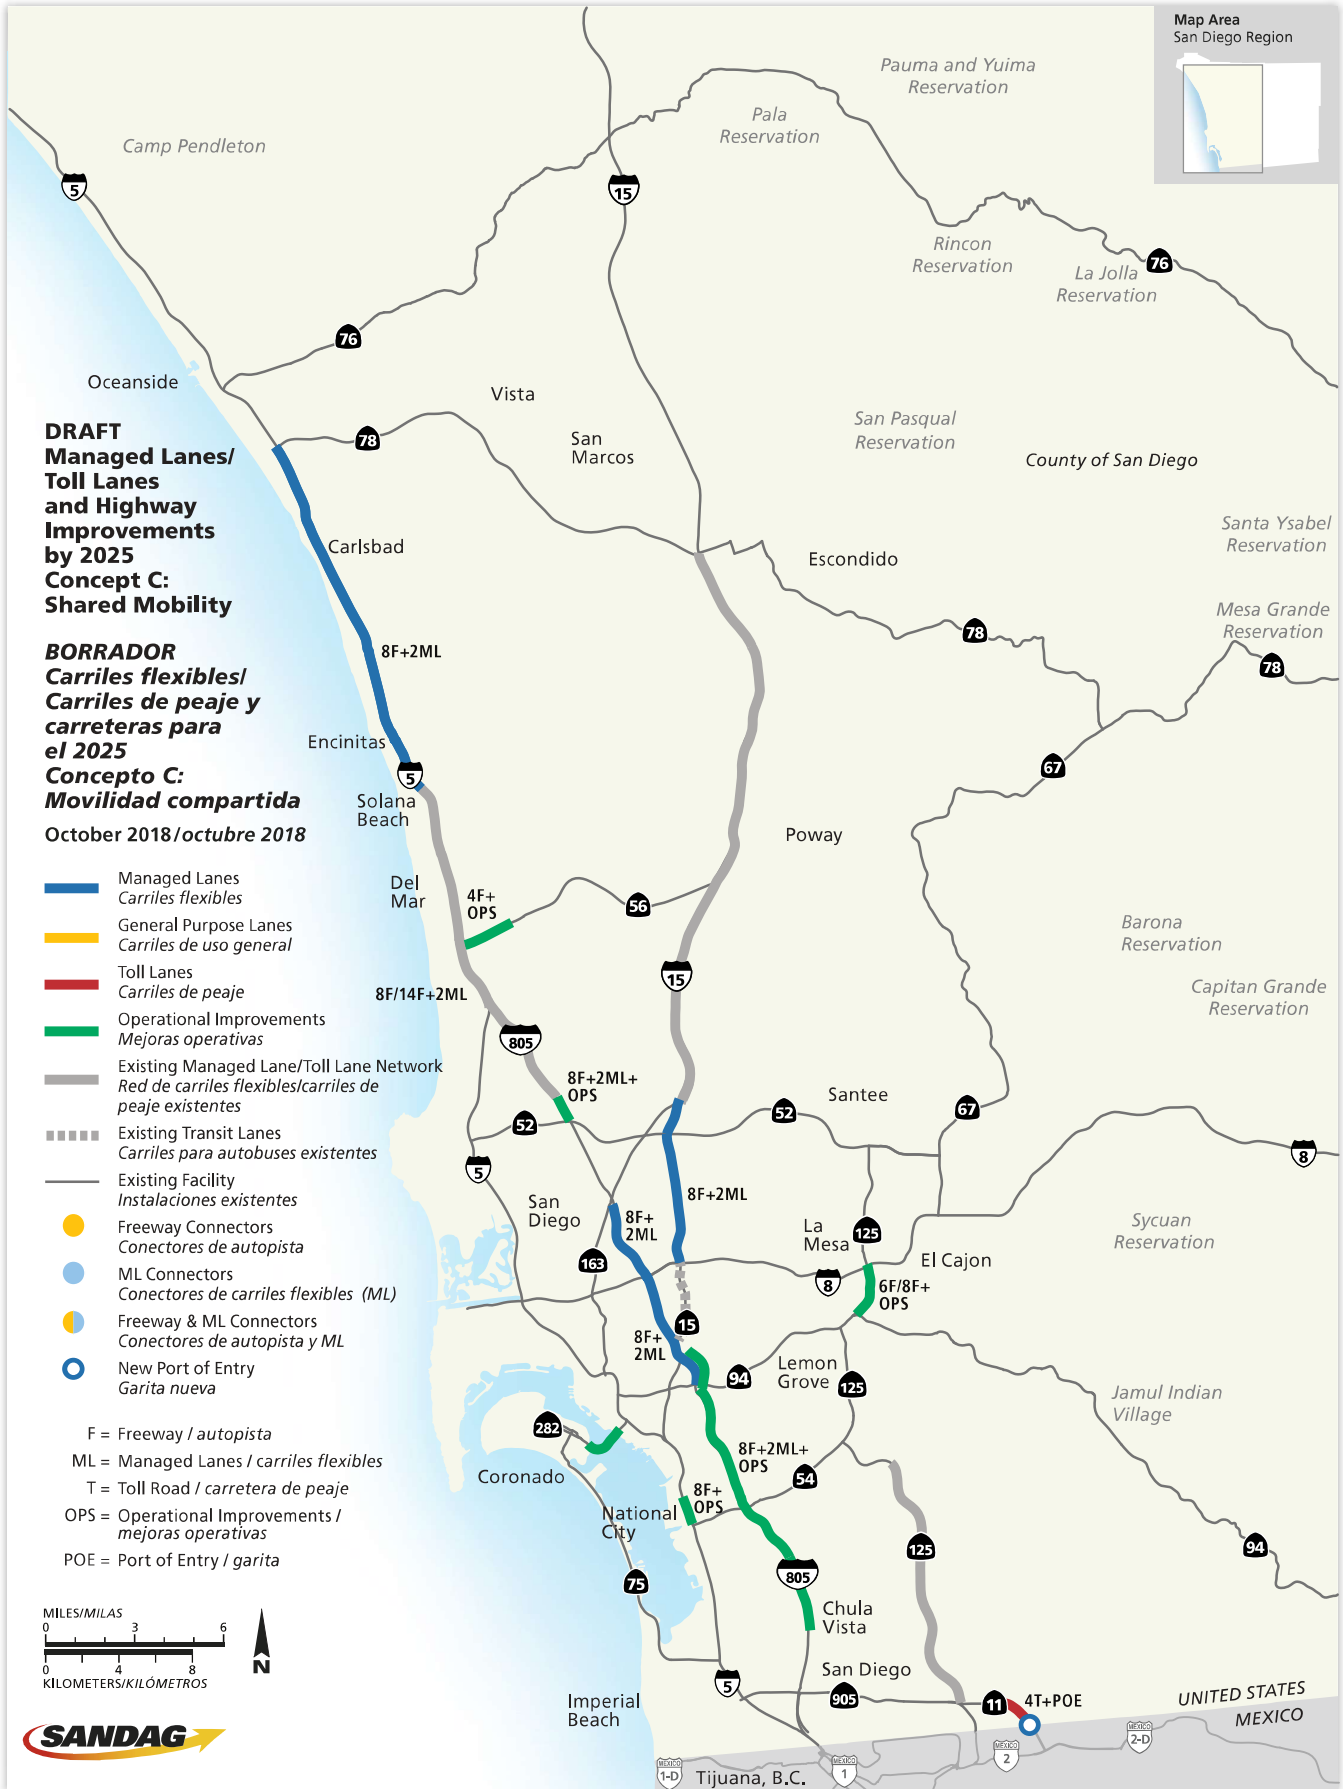 Map Area
San Diego Region
Pauma and Yuima
Reservation
Pala
Reservation
Camp Pendleton
5
15
Rincon
Reservation
La Jolla
Reservation
76
76
Oceanside
Vista
San Pasqual
Reservation
78
San
Marcos
County of San Diego
DRAFT
Managed Lanes/
Toll Lanes
and Highway
Improvements
by 2025
Concept C:
Shared Mobility
Santa Ysabel
Reservation
Carlsbad
Escondido
Mesa Grande
Reservation
78
78
BORRADOR
Carriles flexibles/
Carriles de peaje y
carreteras para
el 2025
Concepto C:
Movilidad compartida
October 2018/octubre 2018
8F+2ML
Encinitas
5
67
Solana
Beach
Poway
Del
Mar
4F+
OPS
56
Barona
Reservation
15
8F/14F+2ML
Capitan Grande
Reservation
805
8F+2ML+
OPS
Santee
52
52
67
5
8
San
Diego
8F+2ML
8F+
2ML
La
Mesa
125
Sycuan
Reservation
163
El Cajon
8
6F/8F+
OPS
15
8F+
2ML
Lemon
Grove
94
125
Jamul Indian
Village
282
Coronado
8F+2ML+
OPS
54
8F+
OPS
National
City
125
94
75
805
Chula
Vista
San Diego
5
905
11
4T+POE
Imperial
Beach
UNITED STATES
MEXICO
MEXICO
1-D
Tijuana, B.C.
MEXICO
1
MEXICO
2
MEXICO
2-D
Managed Lanes
Carriles flexibles
General Purpose Lanes
Carriles de uso general
Toll Lanes
Carriles de peaje
Operational Improvements
Mejoras operativas
Existing Managed Lane/Toll Lane Network
Red de carriles flexibles/carriles de
peaje existentes
Existing Transit Lanes
Carriles para autobuses existentes
Existing Facility
Instalaciones existentes
Freeway Connectors
Conectores de autopista
ML Connectors
Conectores de carriles flexibles (ML)
Freeway & ML Connectors
Conectores de autopista y ML
New Port of Entry
Garita nueva
F = Freeway / autopista
ML = Managed Lanes / carriles flexibles
T = Toll Road / carretera de peaje
OPS = Operational Improvements /
mejoras operativas
POE = Port of Entry / garita
MILES/MILAS
0 3 6
0 4 8
KILOMETERS/KILÓMETROS
N
SANDAG